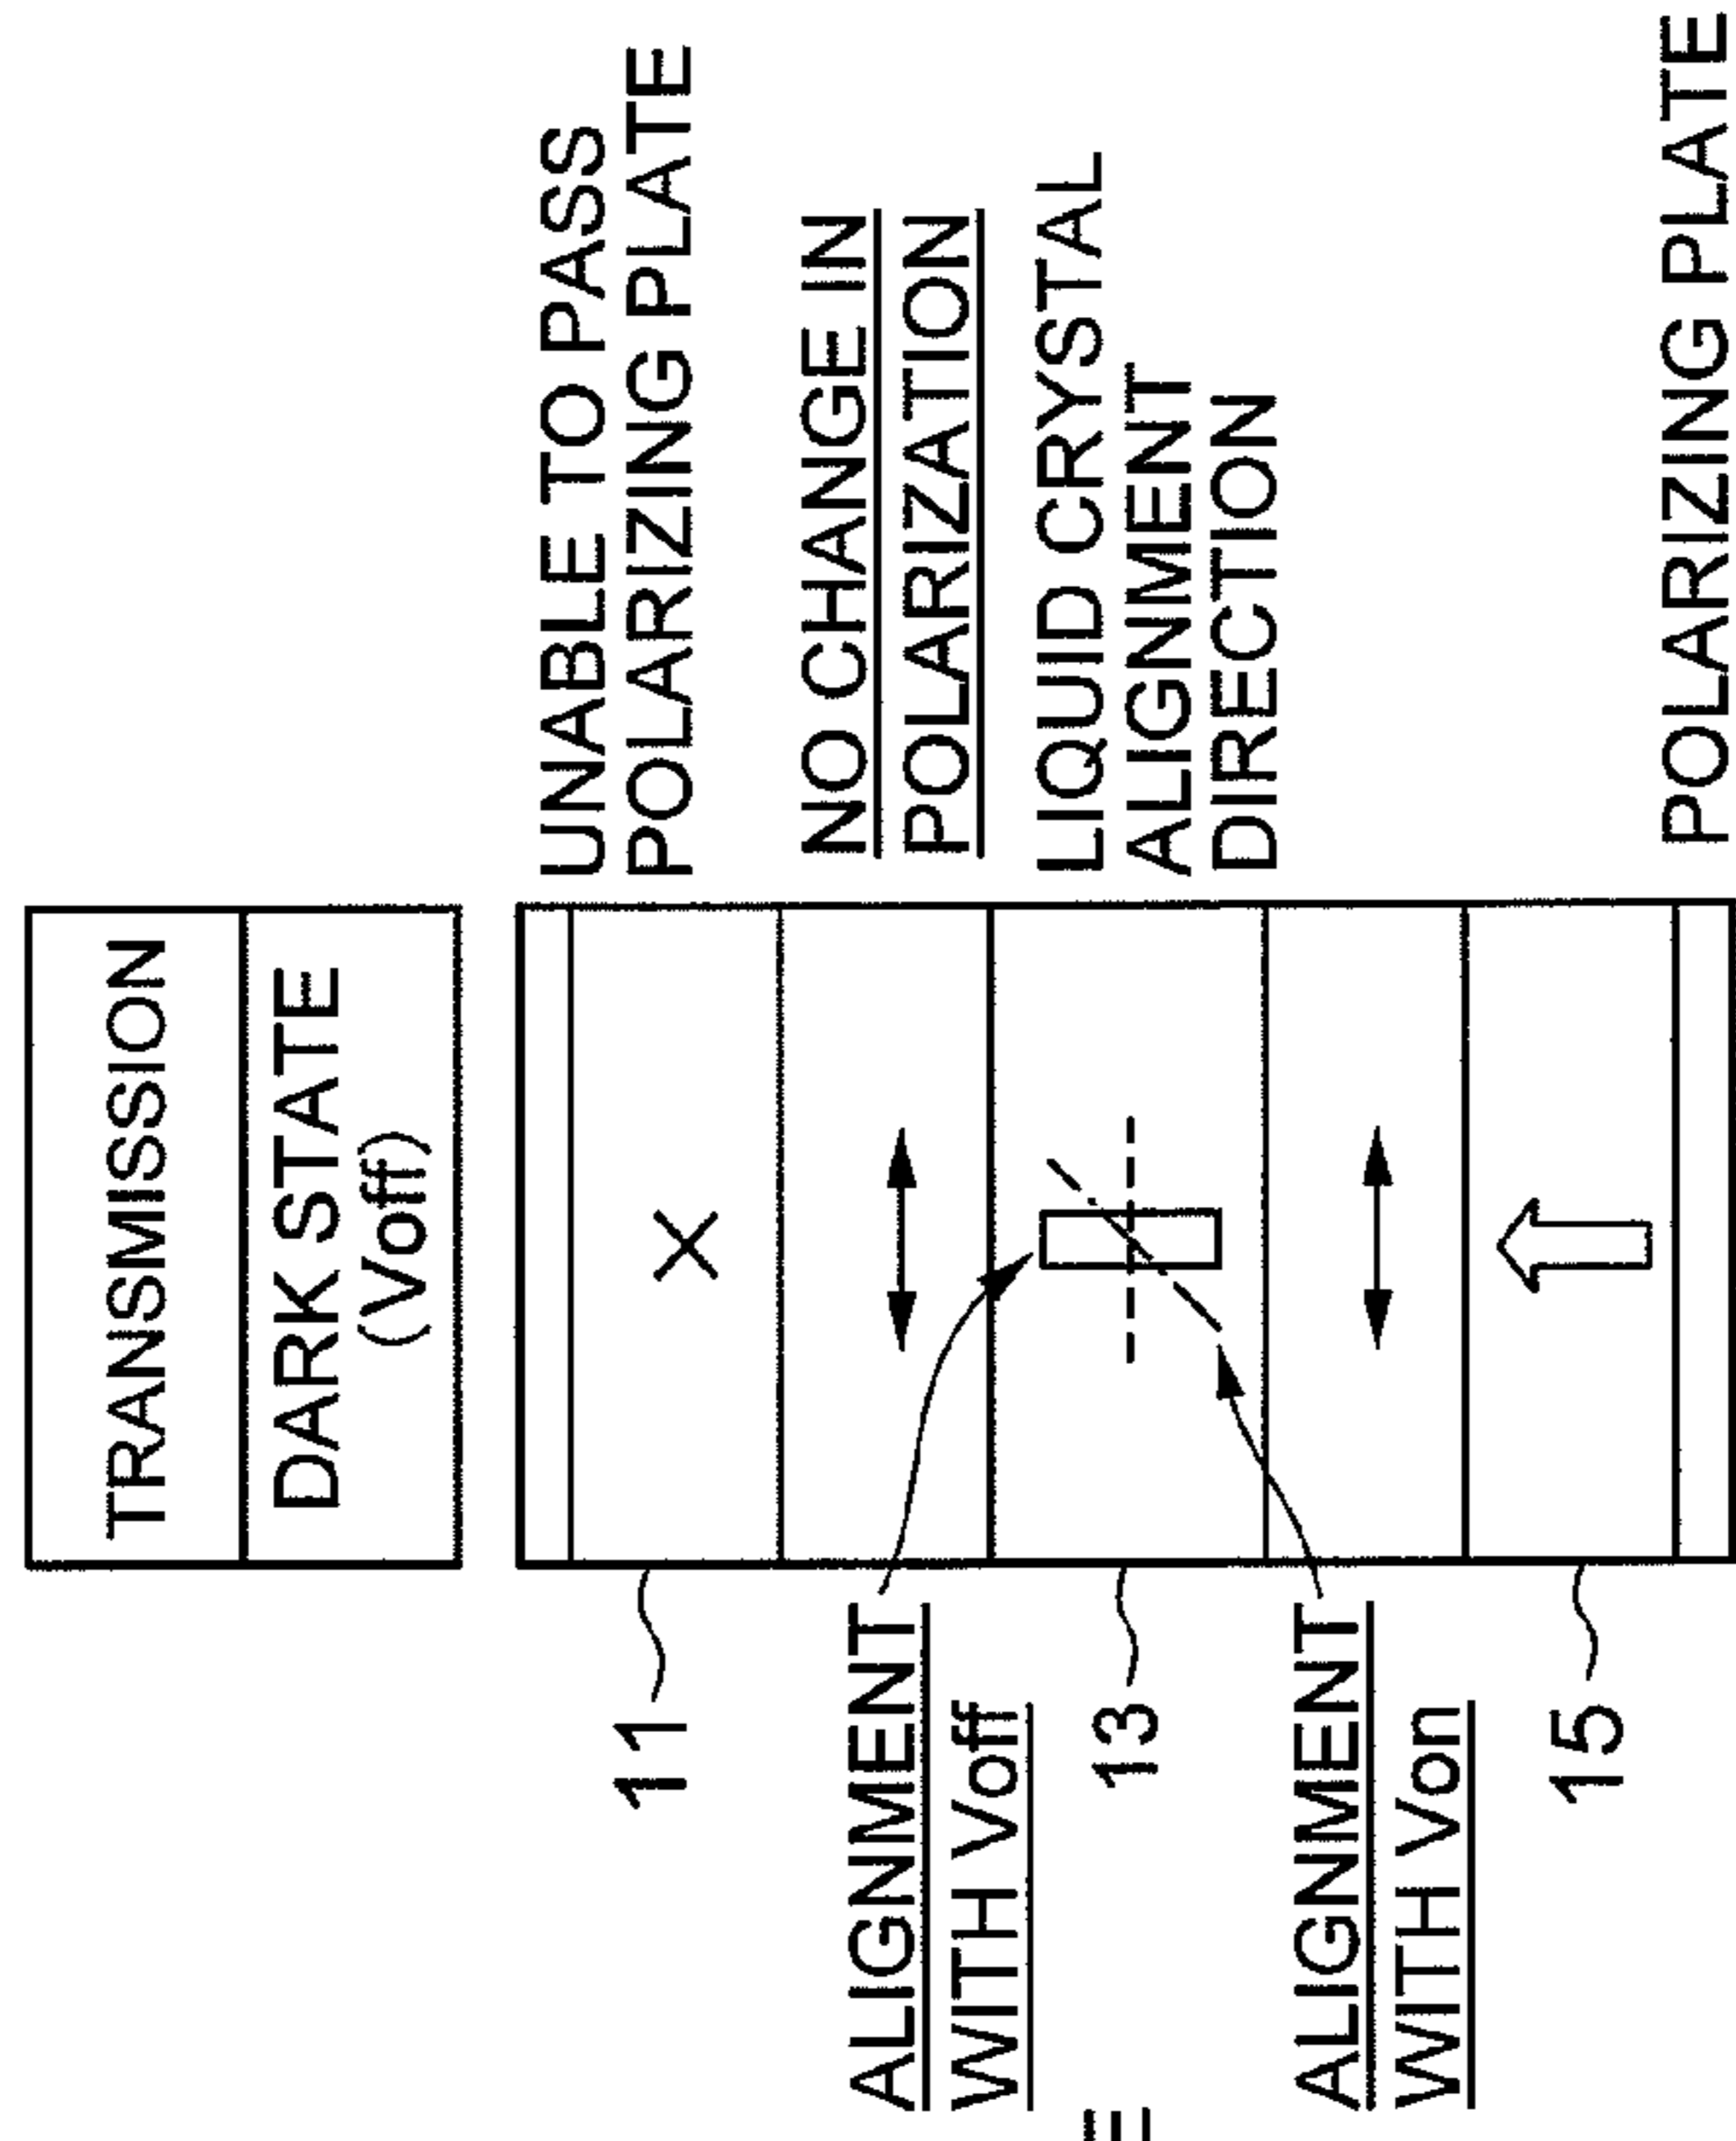 TRANSMISSION
DARK STATE
(Voff)
UNABLE TO PASS
POLARIZING PLATE
NO CHANGE IN
POLARIZATION
LIQUID CRYSTAL
ALIGNMENT
DIRECTION
POLARIZING PLATE
11
ALIGNMENT
WITH Voff
13
ALIGNMENT
WITH Von
15